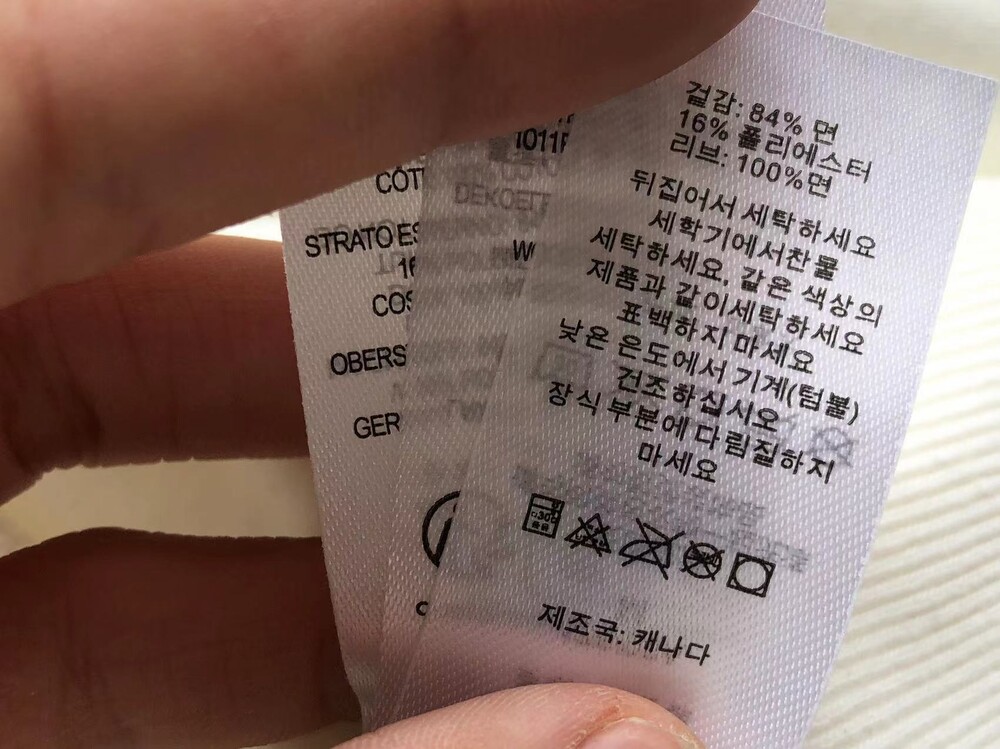 1011F
CÔT
DEKOELT
STRATO ES
16
W
COS
OBERS
GER
C
걸감: 84% 면
16% 폴리에스터
리브: 100%면
뒤집어서 세탁하세요
세학기에서찬물
세탁하세요, 같은 색상의
제품과 같이세탁하세요
표백하지 마세요
낮은 온도에서 기계(텀블)
건조하십시오
장식 부분에 다림질하지
마세요
제조국: 캐나다